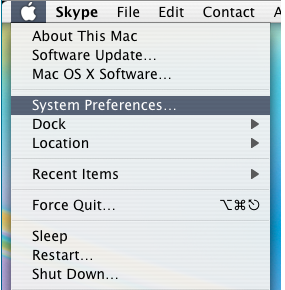 Skype File Edit Contact
About This Mac
Software Update...
Mac OS X Software...
System Preferences...
Dock
Location
Recent Items
Force Quit... ⌥⌘⎋
Sleep
Restart...
Shut Down...